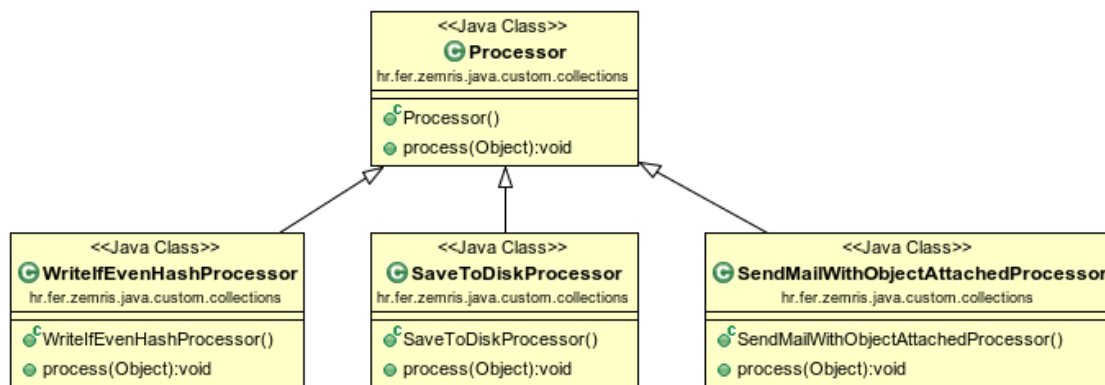 <<Java Class>>
Processor
hr.fer.zemris.java.custom.collections
Processor()
process(Object):void
<<Java Class>>
WriteIfEvenHashProcessor
hr.fer.zemris.java.custom.collections
WriteIfEvenHashProcessor()
process(Object):void
<<Java Class>>
SaveToDiskProcessor
hr.fer.zemris.java.custom.collections
SaveToDiskProcessor()
process(Object):void
<<Java Class>>
SendMailWithObjectAttachedProcessor
hr.fer.zemris.java.custom.collections
SendMailWithObjectAttachedProcessor()
process(Object):void